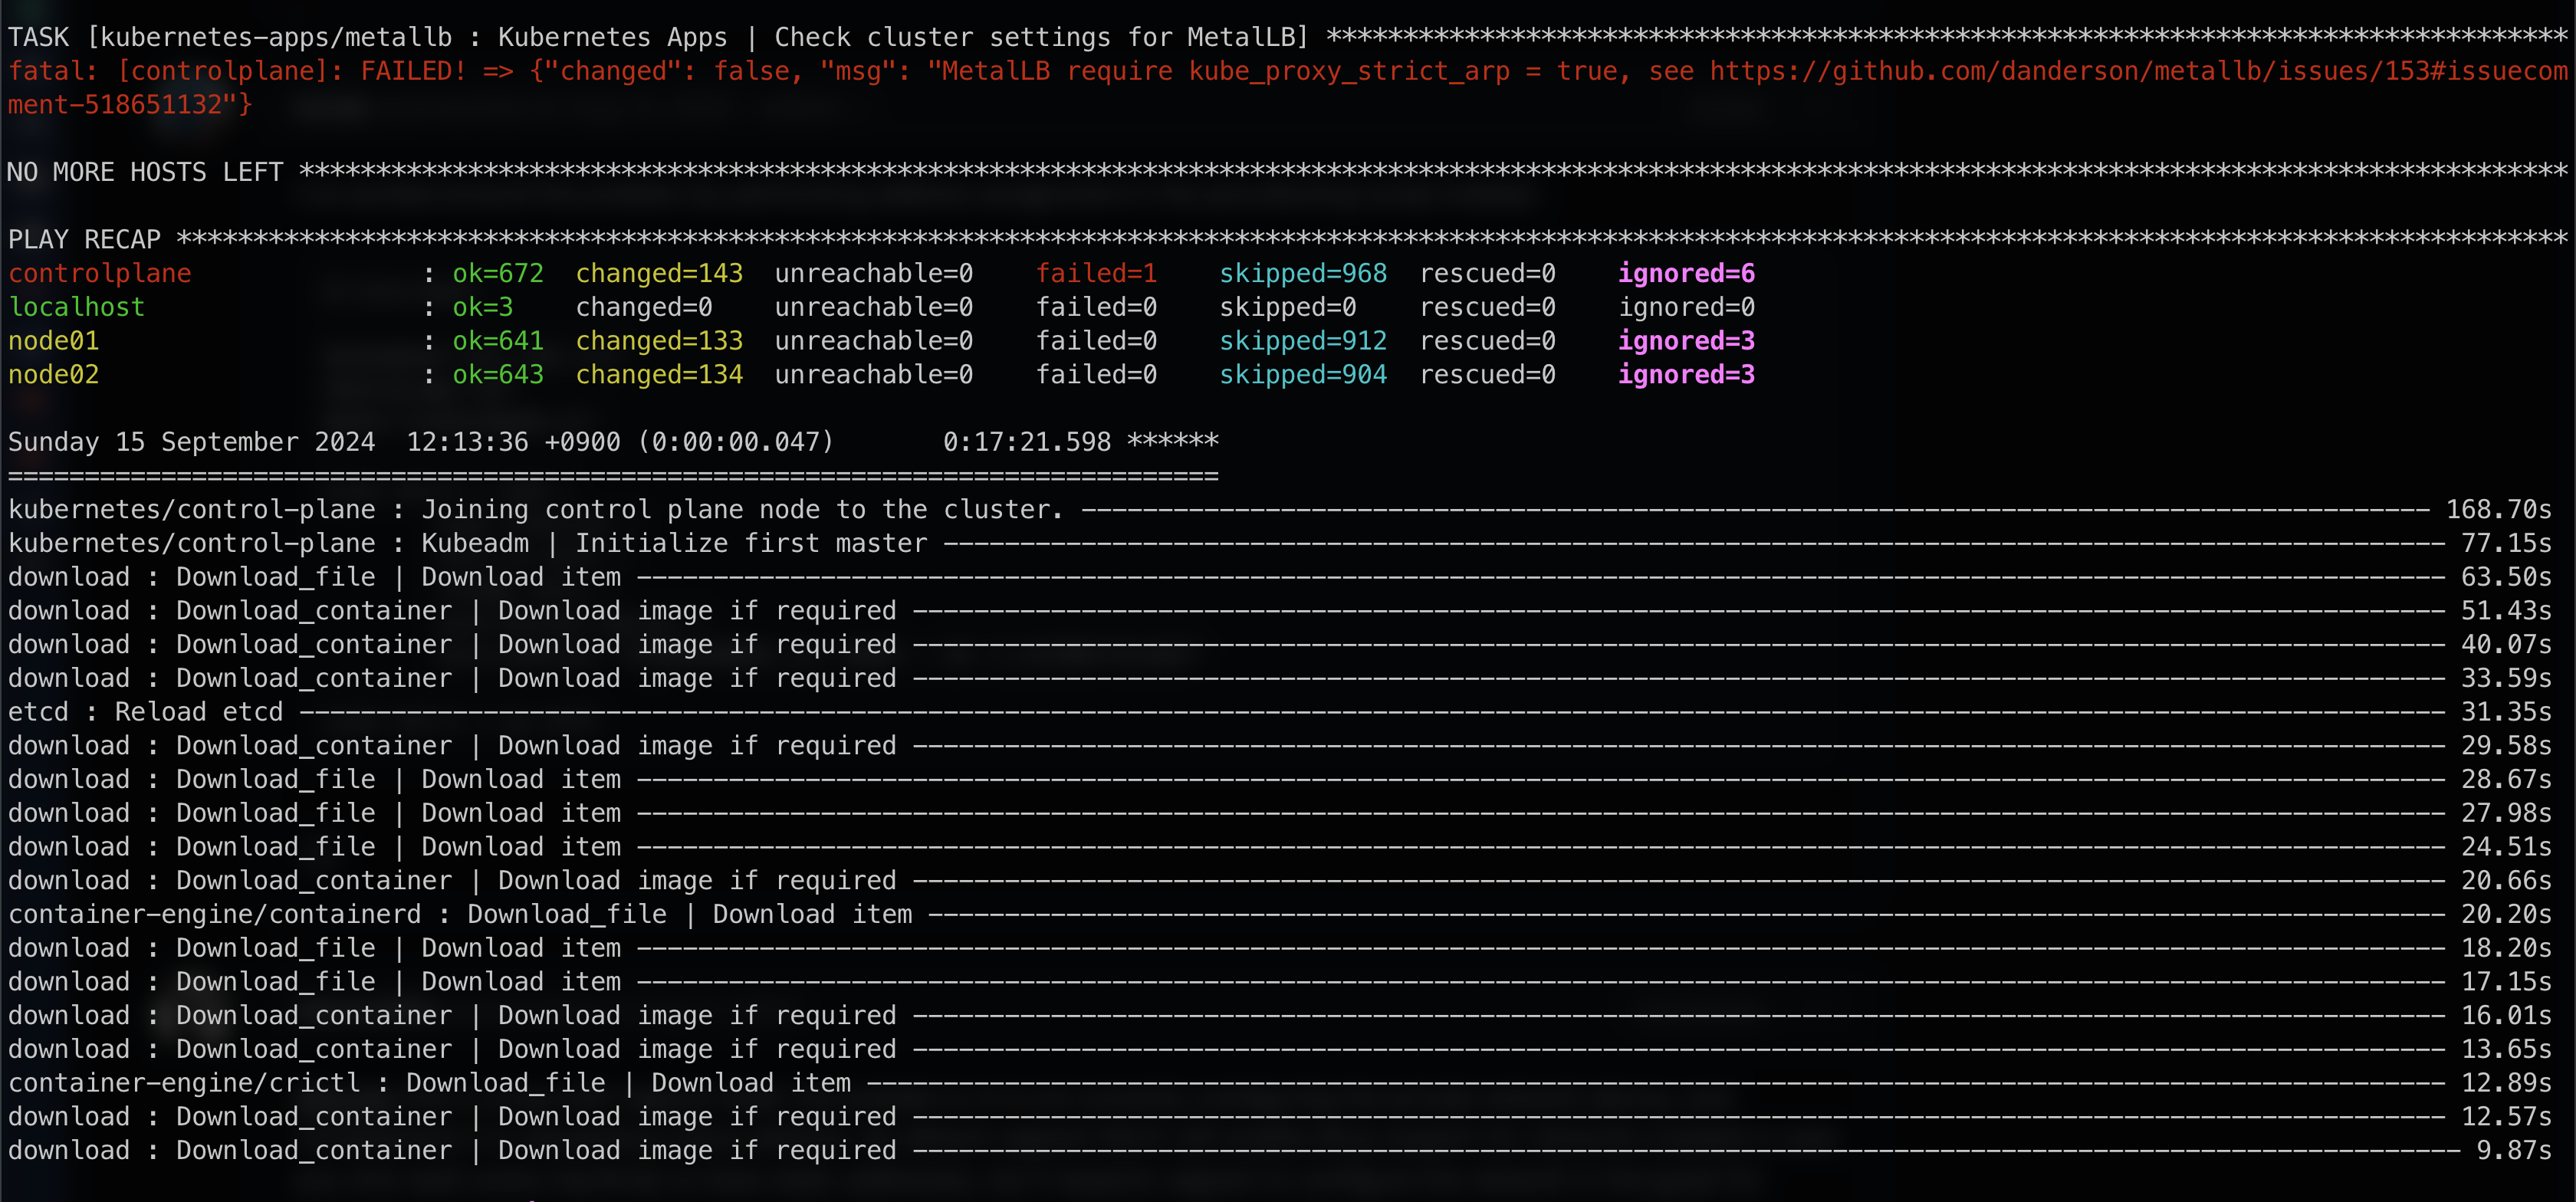 TASK [kubernetes-apps/metallb : Kubernetes Apps | Check cluster settings for MetalLB] *********************************************************************************
fatal: [controlplane]: FAILED! => {"changed": false, "msg": "MetalLB require kube_proxy_strict_arp = true, see https://github.com/danderson/metallb/issues/153#issuecom
ment-518651132"}
NO MORE HOSTS LEFT ****************************************************************************************************************************************************
PLAY RECAP ************************************************************************************************************************************************************
controlplane               : ok=672  changed=143  unreachable=0    failed=1    skipped=968  rescued=0    ignored=6
localhost                  : ok=3    changed=0    unreachable=0    failed=0    skipped=0    rescued=0    ignored=0
node01                     : ok=641  changed=133  unreachable=0    failed=0    skipped=912  rescued=0    ignored=3
node02                     : ok=643  changed=134  unreachable=0    failed=0    skipped=904  rescued=0    ignored=3
Sunday 15 September 2024  12:13:36 +0900 (0:00:00.047)       0:17:21.598 ******
===============================================================================
kubernetes/control-plane : Joining control plane node to the cluster. ---------------------------------------------------------------------------------------- 168.70s
kubernetes/control-plane : Kubeadm | Initialize first master -------------------------------------------------------------------------------------------------- 77.15s
download : Download_file | Download item ---------------------------------------------------------------------------------------------------------------------- 63.50s
download : Download_container | Download image if required ---------------------------------------------------------------------------------------------------- 51.43s
download : Download_container | Download image if required ---------------------------------------------------------------------------------------------------- 40.07s
download : Download_container | Download image if required ---------------------------------------------------------------------------------------------------- 33.59s
etcd : Reload etcd -------------------------------------------------------------------------------------------------------------------------------------------- 31.35s
download : Download_container | Download image if required ---------------------------------------------------------------------------------------------------- 29.58s
download : Download_file | Download item ---------------------------------------------------------------------------------------------------------------------- 28.67s
download : Download_file | Download item ---------------------------------------------------------------------------------------------------------------------- 27.98s
download : Download_file | Download item ---------------------------------------------------------------------------------------------------------------------- 24.51s
download : Download_container | Download image if required ---------------------------------------------------------------------------------------------------- 20.66s
container-engine/containerd : Download_file | Download item --------------------------------------------------------------------------------------------------- 20.20s
download : Download_file | Download item ---------------------------------------------------------------------------------------------------------------------- 18.20s
download : Download_file | Download item ---------------------------------------------------------------------------------------------------------------------- 17.15s
download : Download_container | Download image if required ---------------------------------------------------------------------------------------------------- 16.01s
download : Download_container | Download image if required ---------------------------------------------------------------------------------------------------- 13.65s
container-engine/crictl : Download_file | Download item ------------------------------------------------------------------------------------------------------- 12.89s
download : Download_container | Download image if required ---------------------------------------------------------------------------------------------------- 12.57s
download : Download_container | Download image if required ----------------------------------------------------------------------------------------------------- 9.87s